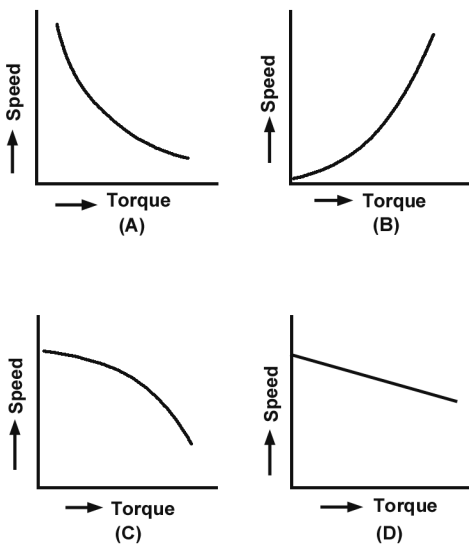 Speed
Torque
(A)
Speed
Torque
(B)
Speed
Torque
(C)
Speed
Torque
(D)